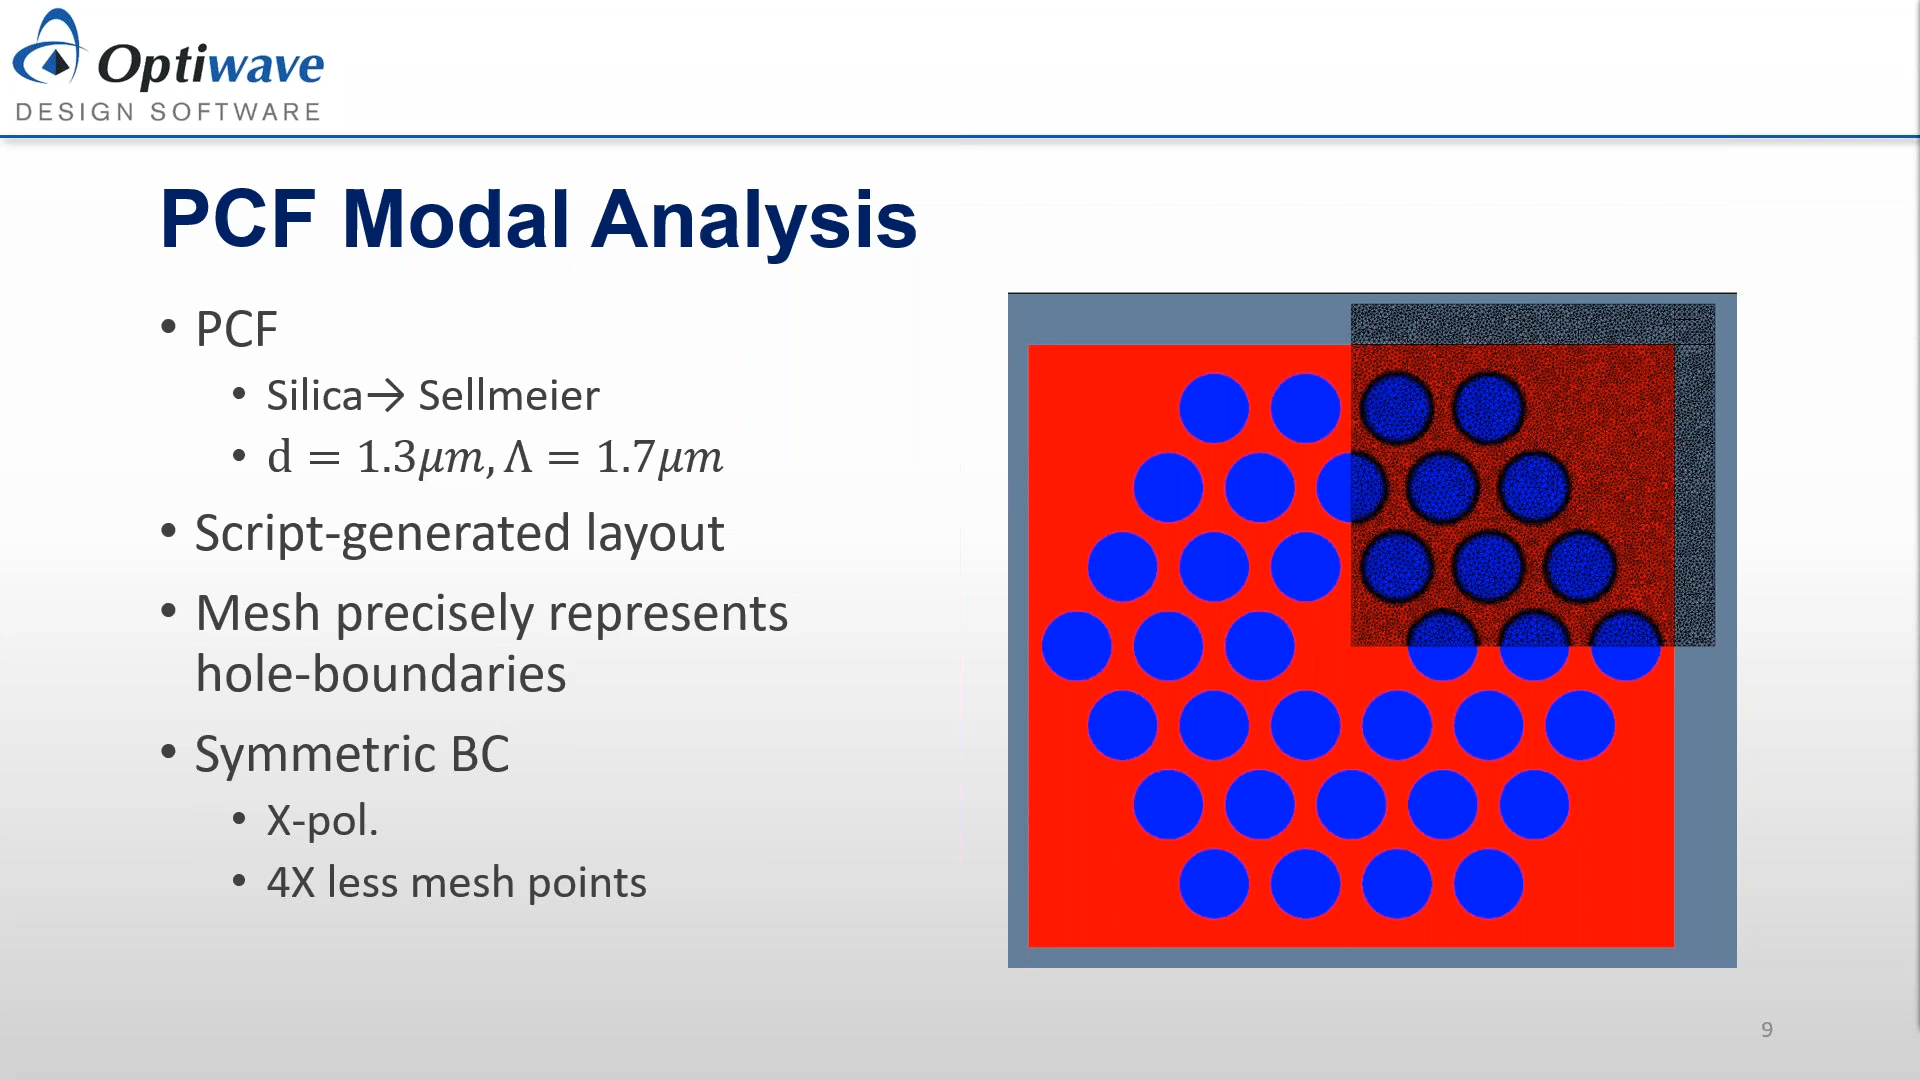 Optiwave
DESIGN SOFTWARE
PCF Modal Analysis
• PCF
• Silica→ Sellmeier
• d = 1.3𝜇𝑚, Λ = 1.7𝜇𝑚
• Script-generated layout
• Mesh precisely represents
hole-boundaries
• Symmetric BC
• X-pol.
• 4X less mesh points
9